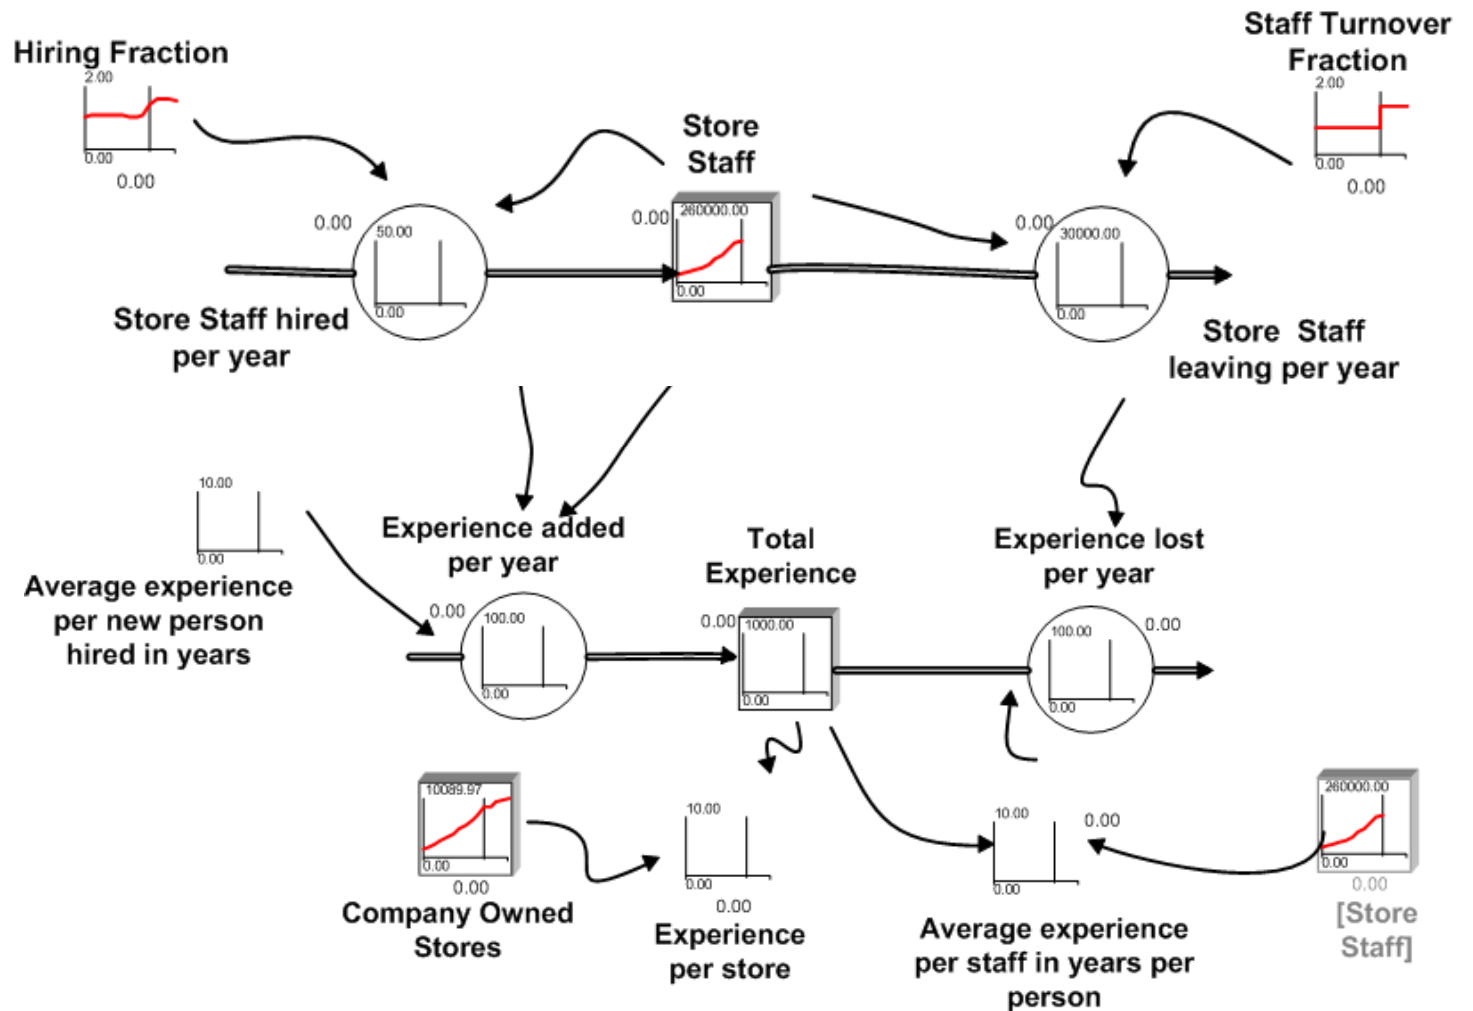 Hiring Fraction
2.00
0.00
0.00
Staff Turnover
Fraction
2.00
0.00
0.00
Store
Staff
0.00
260000.00
0.00
0.00
50.00
0.00
Store Staff hired
per year
0.00
30000.00
0.00
Store Staff
leaving per year
10.00
0.00
Average experience
per new person
hired in years
Experience added
per year
0.00
100.00
0.00
Total
Experience
0.00
1000.00
0.00
Experience lost
per year
0.00
100.00
0.00
10089.97
0.00
0.00
Company Owned
Stores
10.00
0.00
0.00
Experience
per store
10.00
0.00
0.00
Average experience
per staff in years per
person
260000.00
0.00
0.00
[Store
Staff]